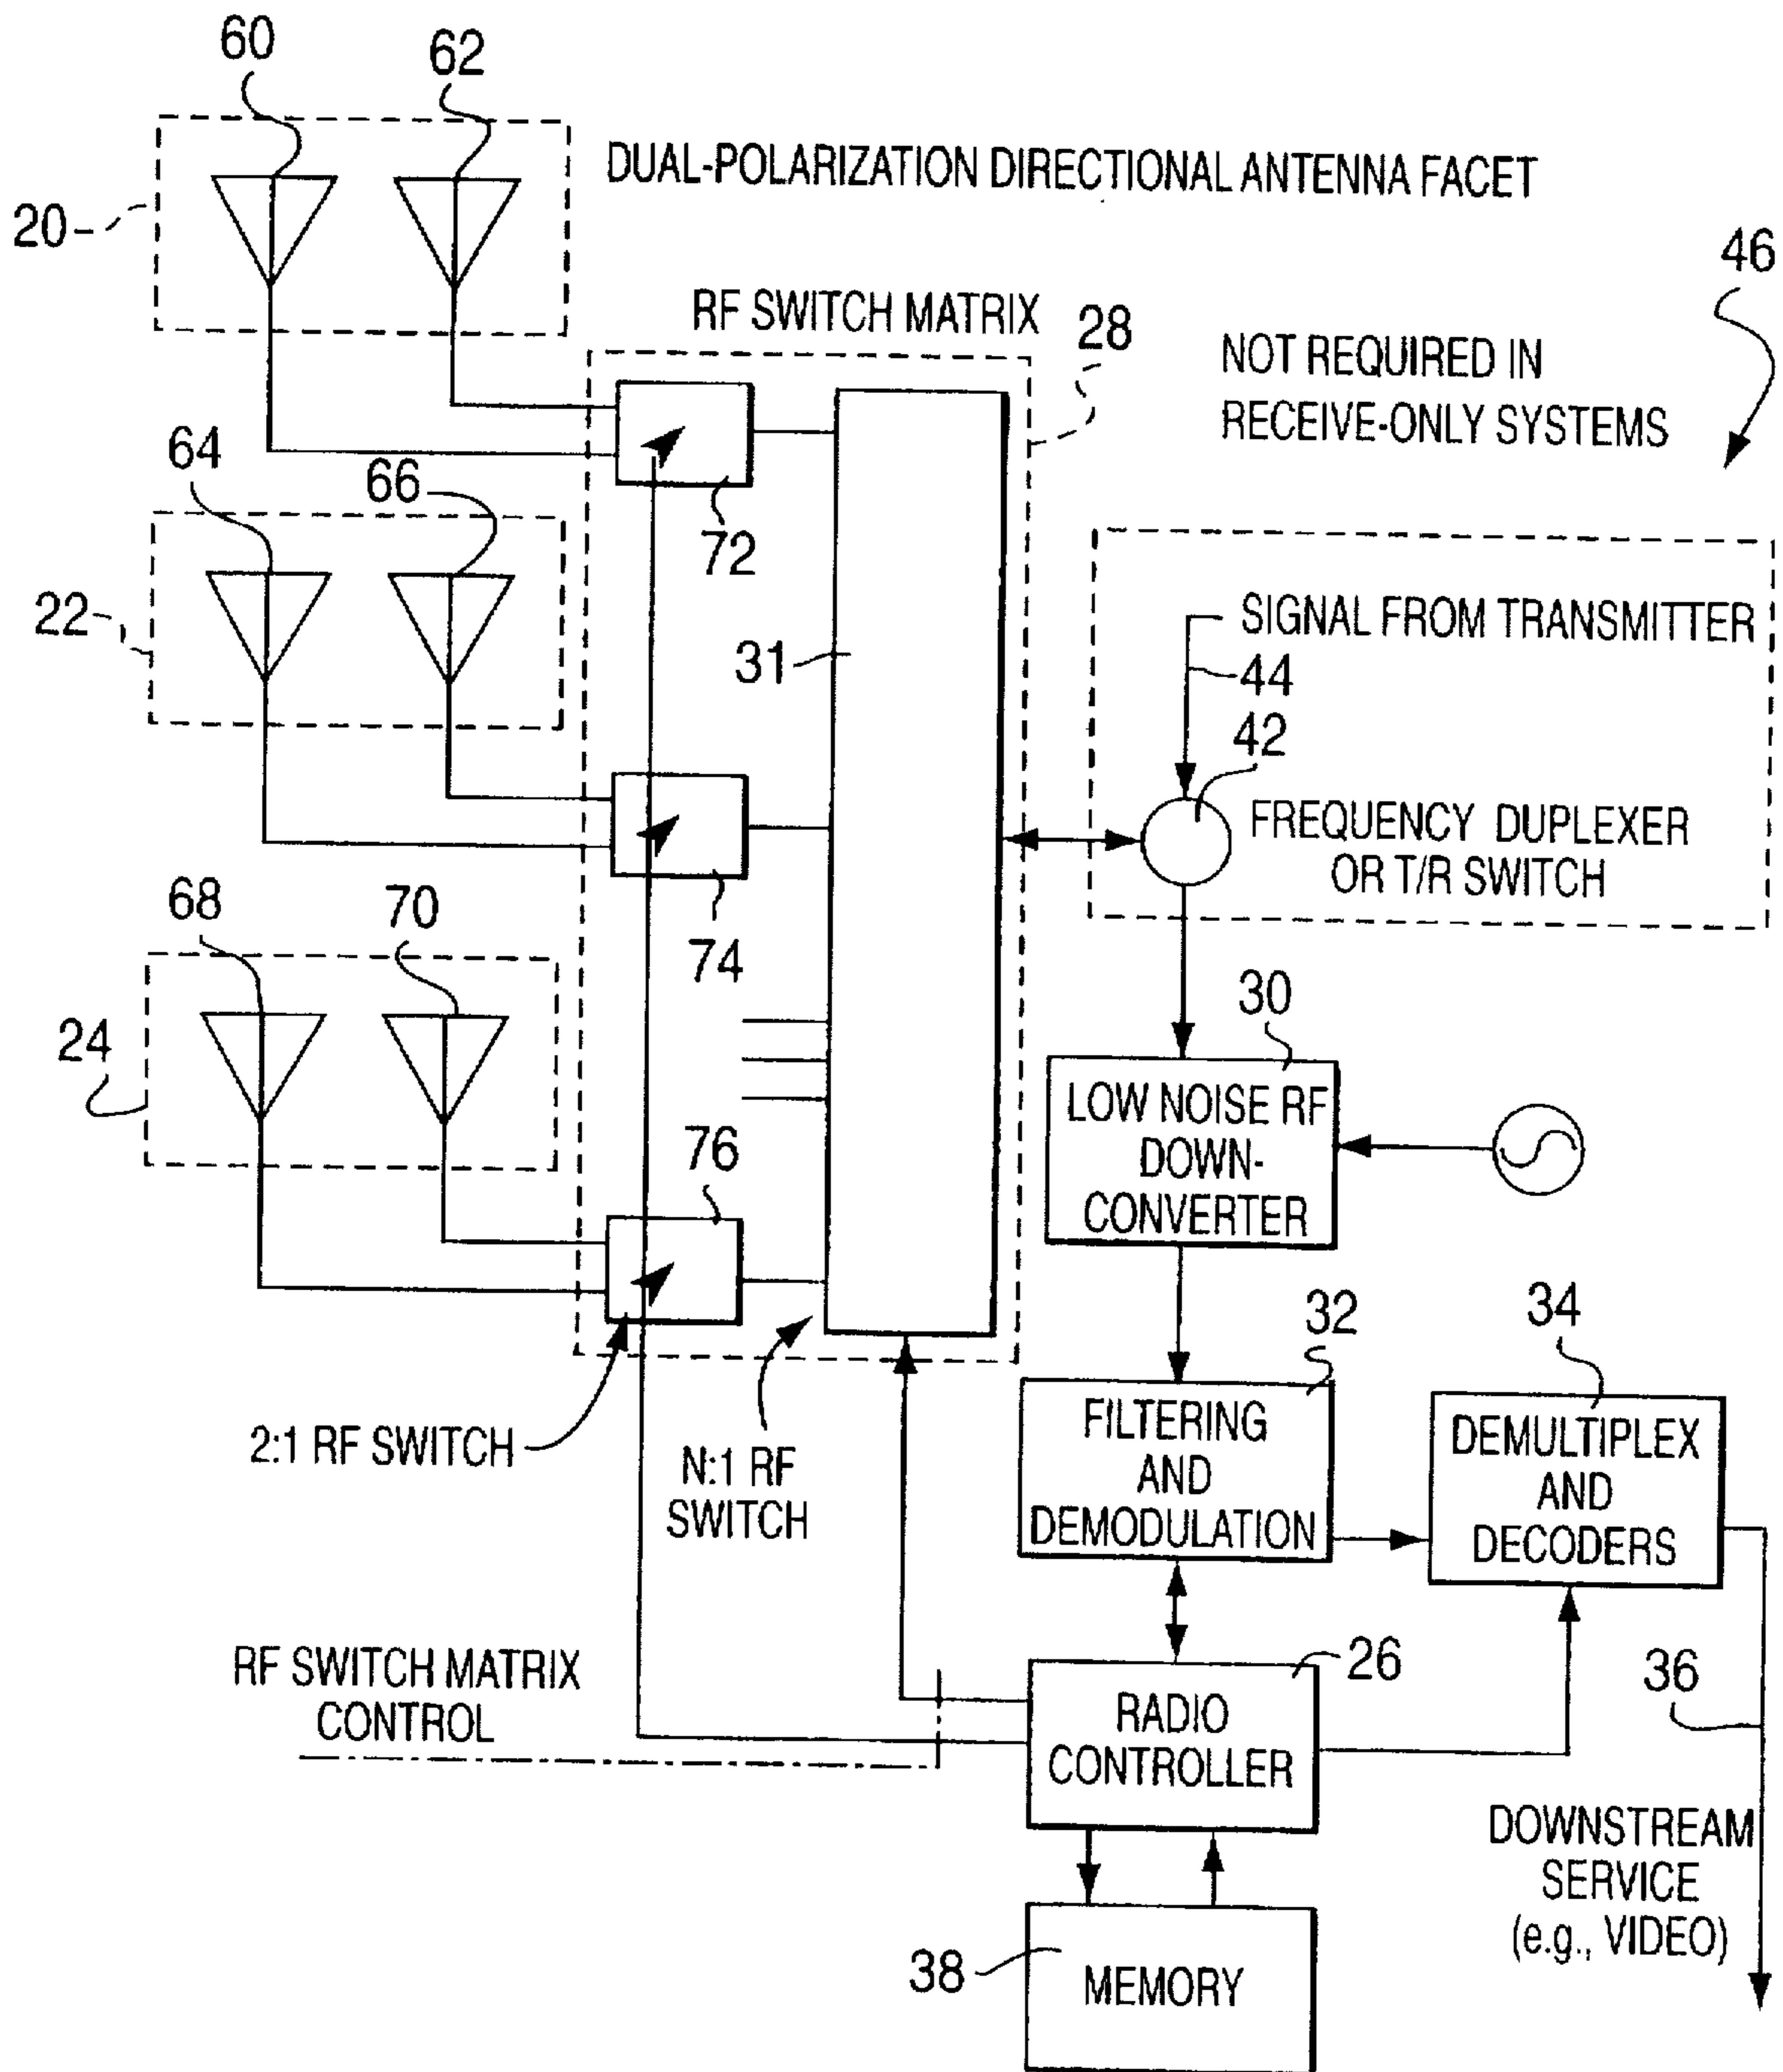 60
62
DUAL-POLARIZATION DIRECTIONAL ANTENNA FACET
20
46
RF SWITCH MATRIX
28
NOT REQUIRED IN
RECEIVE-ONLY SYSTEMS
64
66
72
22
31
SIGNAL FROM TRANSMITTER
44
42
FREQUENCY DUPLEXER
OR T/R SWITCH
68
70
74
24
30
LOW NOISE RF
DOWN-
CONVERTER
76
32
34
2:1 RF SWITCH
N:1 RF
SWITCH
FILTERING
AND
DEMODULATION
DEMULTIPLEX
AND
DECODERS
RF SWITCH MATRIX
CONTROL
26
36
RADIO
CONTROLLER
DOWNSTREAM
SERVICE
(e.g., VIDEO)
38
MEMORY